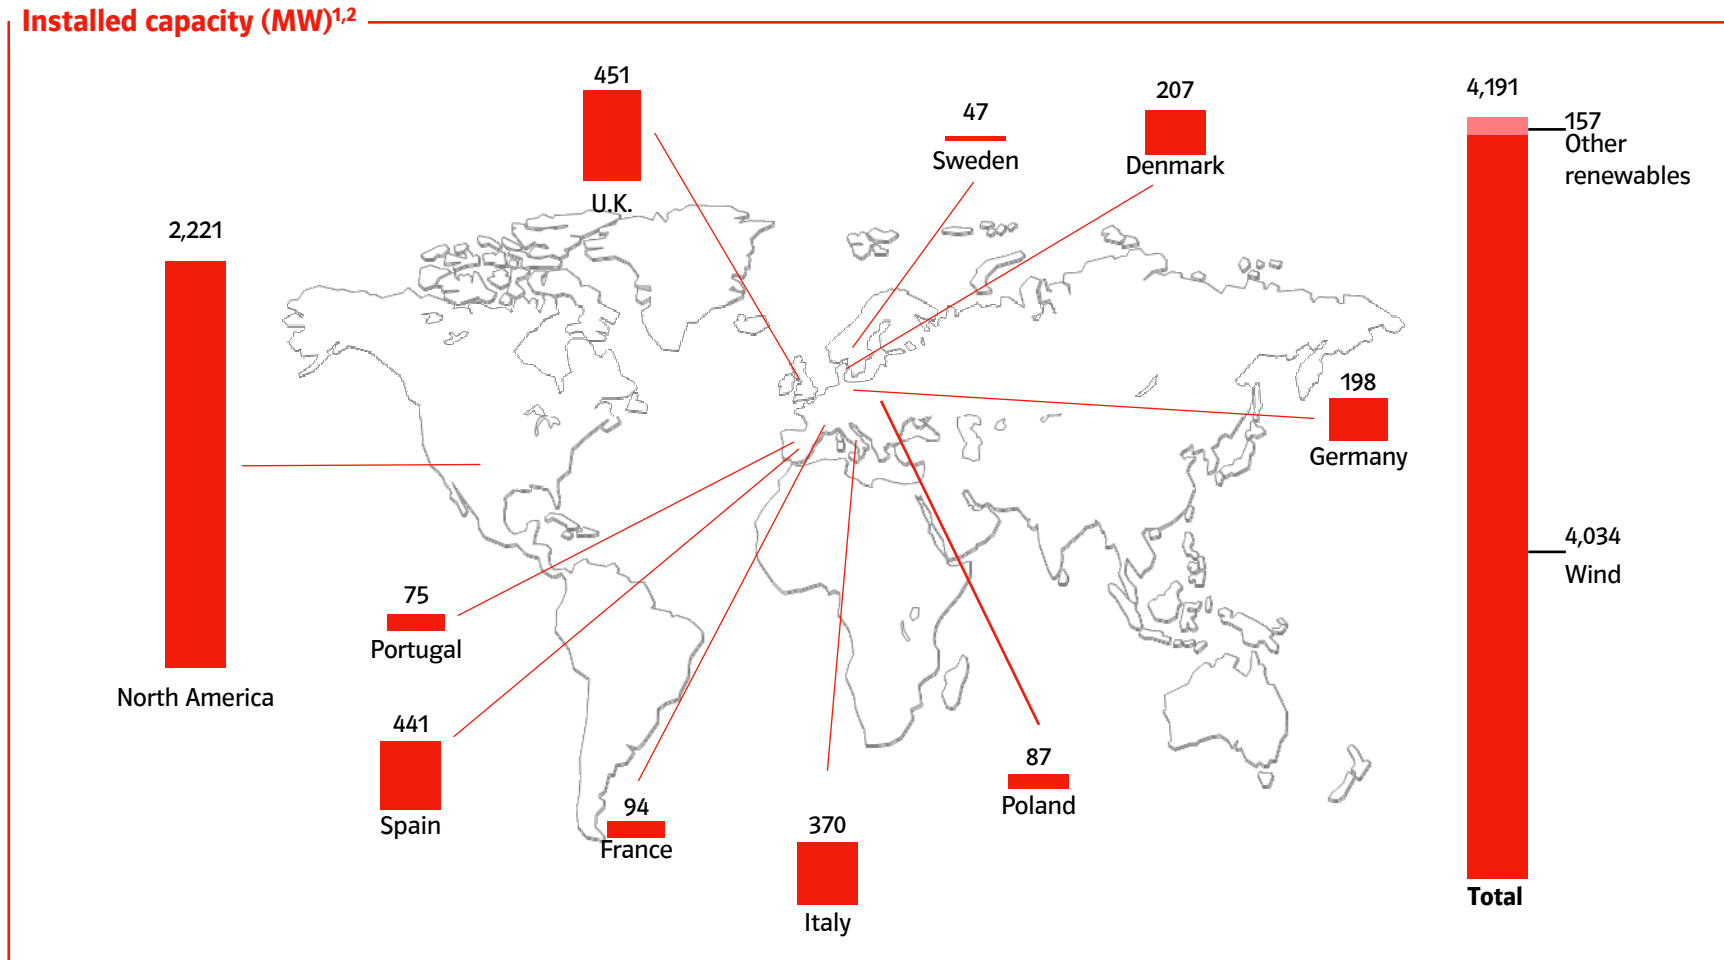 Installed capacity (MW)1,2
451
U.K.
47
Sweden
207
Denmark
4,191
157
Other
renewables
2,221
North America
198
Germany
4,034
Wind
75
Portugal
441
Spain
94
France
370
Italy
87
Poland
Total